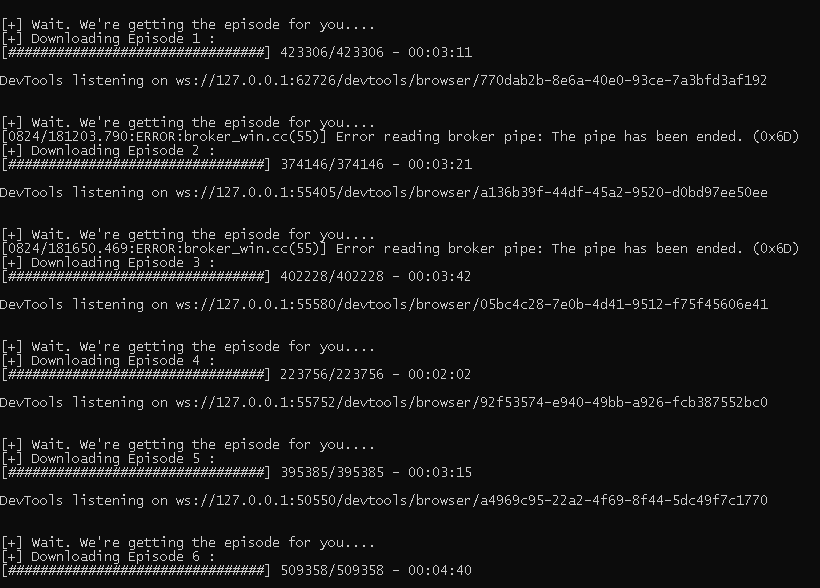 [+] Wait. We're getting the episode for you....
[+] Downloading Episode 1 :
[################################] 423306/423306 - 00:03:11
DevTools listening on ws://127.0.0.1:62726/devtools/browser/770dab2b-8e6a-40e0-93ce-7a3bfd3af192
[+] Wait. We're getting the episode for you....
[0824/181203.790:ERROR:broker_win.cc(55)] Error reading broker pipe: The pipe has been ended. (0x6D)
[+] Downloading Episode 2 :
[################################] 374146/374146 - 00:03:21
DevTools listening on ws://127.0.0.1:55405/devtools/browser/a136b39f-44df-45a2-9520-d0bd97ee50ee
[+] Wait. We're getting the episode for you....
[0824/181650.469:ERROR:broker_win.cc(55)] Error reading broker pipe: The pipe has been ended. (0x6D)
[+] Downloading Episode 3 :
[################################] 402228/402228 - 00:03:42
DevTools listening on ws://127.0.0.1:55580/devtools/browser/05bc4c28-7e0b-4d41-9512-f75f45606e41
[+] Wait. We're getting the episode for you....
[+] Downloading Episode 4 :
[################################] 223756/223756 - 00:02:02
DevTools listening on ws://127.0.0.1:55752/devtools/browser/92f53574-e940-49bb-a926-fcb387552bc0
[+] Wait. We're getting the episode for you....
[+] Downloading Episode 5 :
[################################] 395385/395385 - 00:03:15
DevTools listening on ws://127.0.0.1:50550/devtools/browser/a4969c95-22a2-4f69-8f44-5dc49f7c1770
[+] Wait. We're getting the episode for you....
[+] Downloading Episode 6 :
[################################] 509358/509358 - 00:04:40